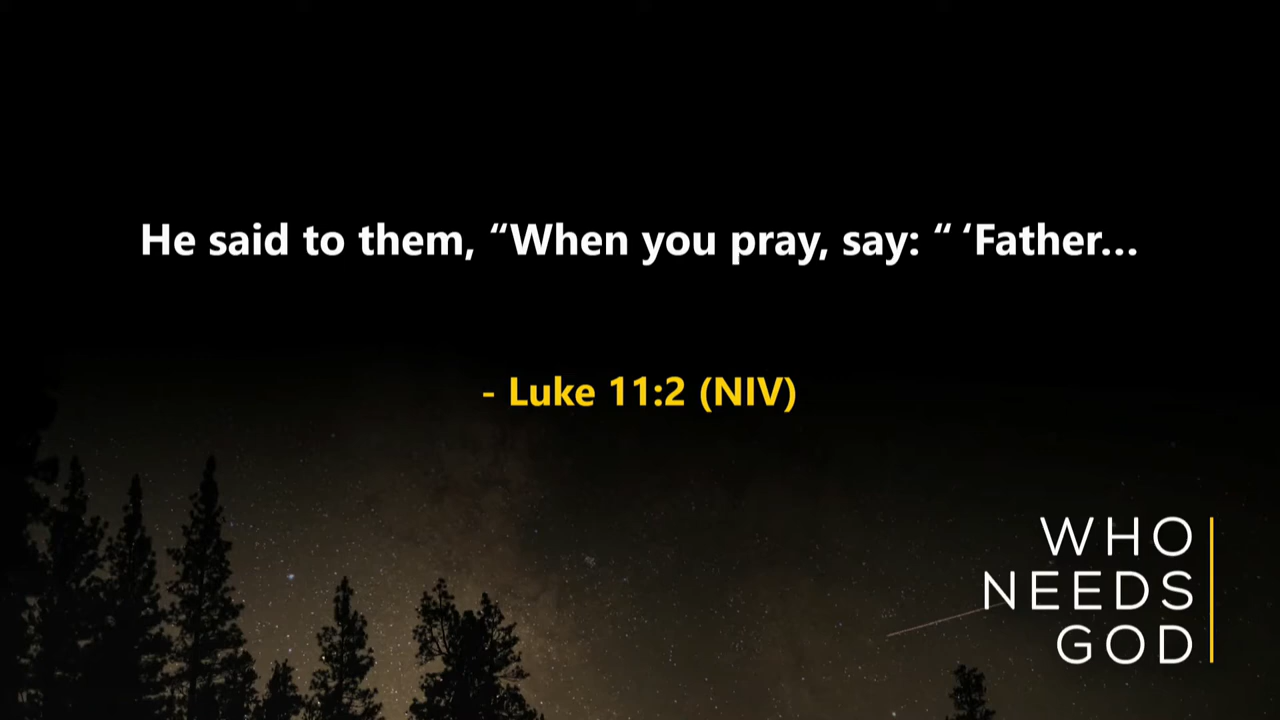 He said to them, “When you pray, say: “ ‘Father...
- Luke 11:2 (NIV)
WHO
NEEDS
GOD